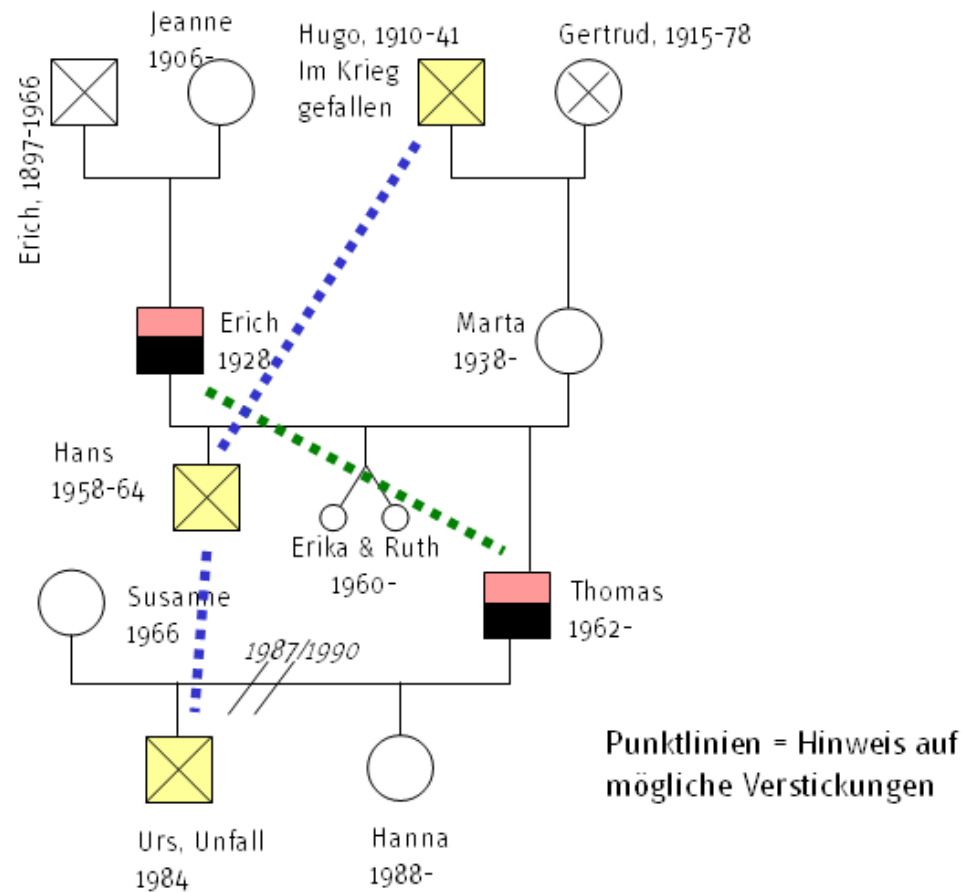 Jeanne
1906-
Hugo, 1910-41
Im Krieg
gefallen
Gertrud, 1915-78
Erich, 1897-1966
Erich
1928-
Marta
1938-
Hans
1958-64
Erika & Ruth
1960-
Susanne
1966
Thomas
1962-
1987/1990
Urs, Unfall
1984
Hanna
1988-
Punktlinien = Hinweis auf
mögliche Verstickungen